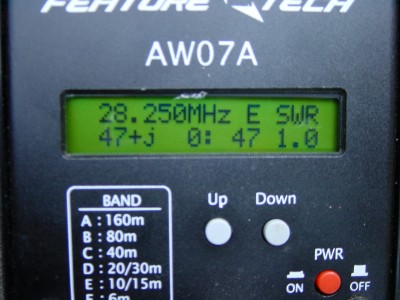 FEATURE TECH
AW07A
28.250MHz E SWR
47+j 0: 47 1.0
BAND
A : 160m
B : 80m
C : 40m
D : 20/30m
E : 10/15m
F : 6m
Up Down
PWR
ON OFF